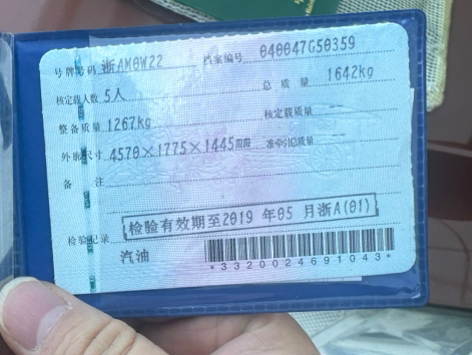 号牌号码 浙AM0W22 档案编号 040047G50359
核定载人数 5人 总质量 1642kg
整备质量 1267kg 核定载质量 --
外廓尺寸 4570×1775×1445mm 准牵引总质量 --
备注
检验有效期至2019年05月浙A(01)
检验记录
汽油
*3320024691043*